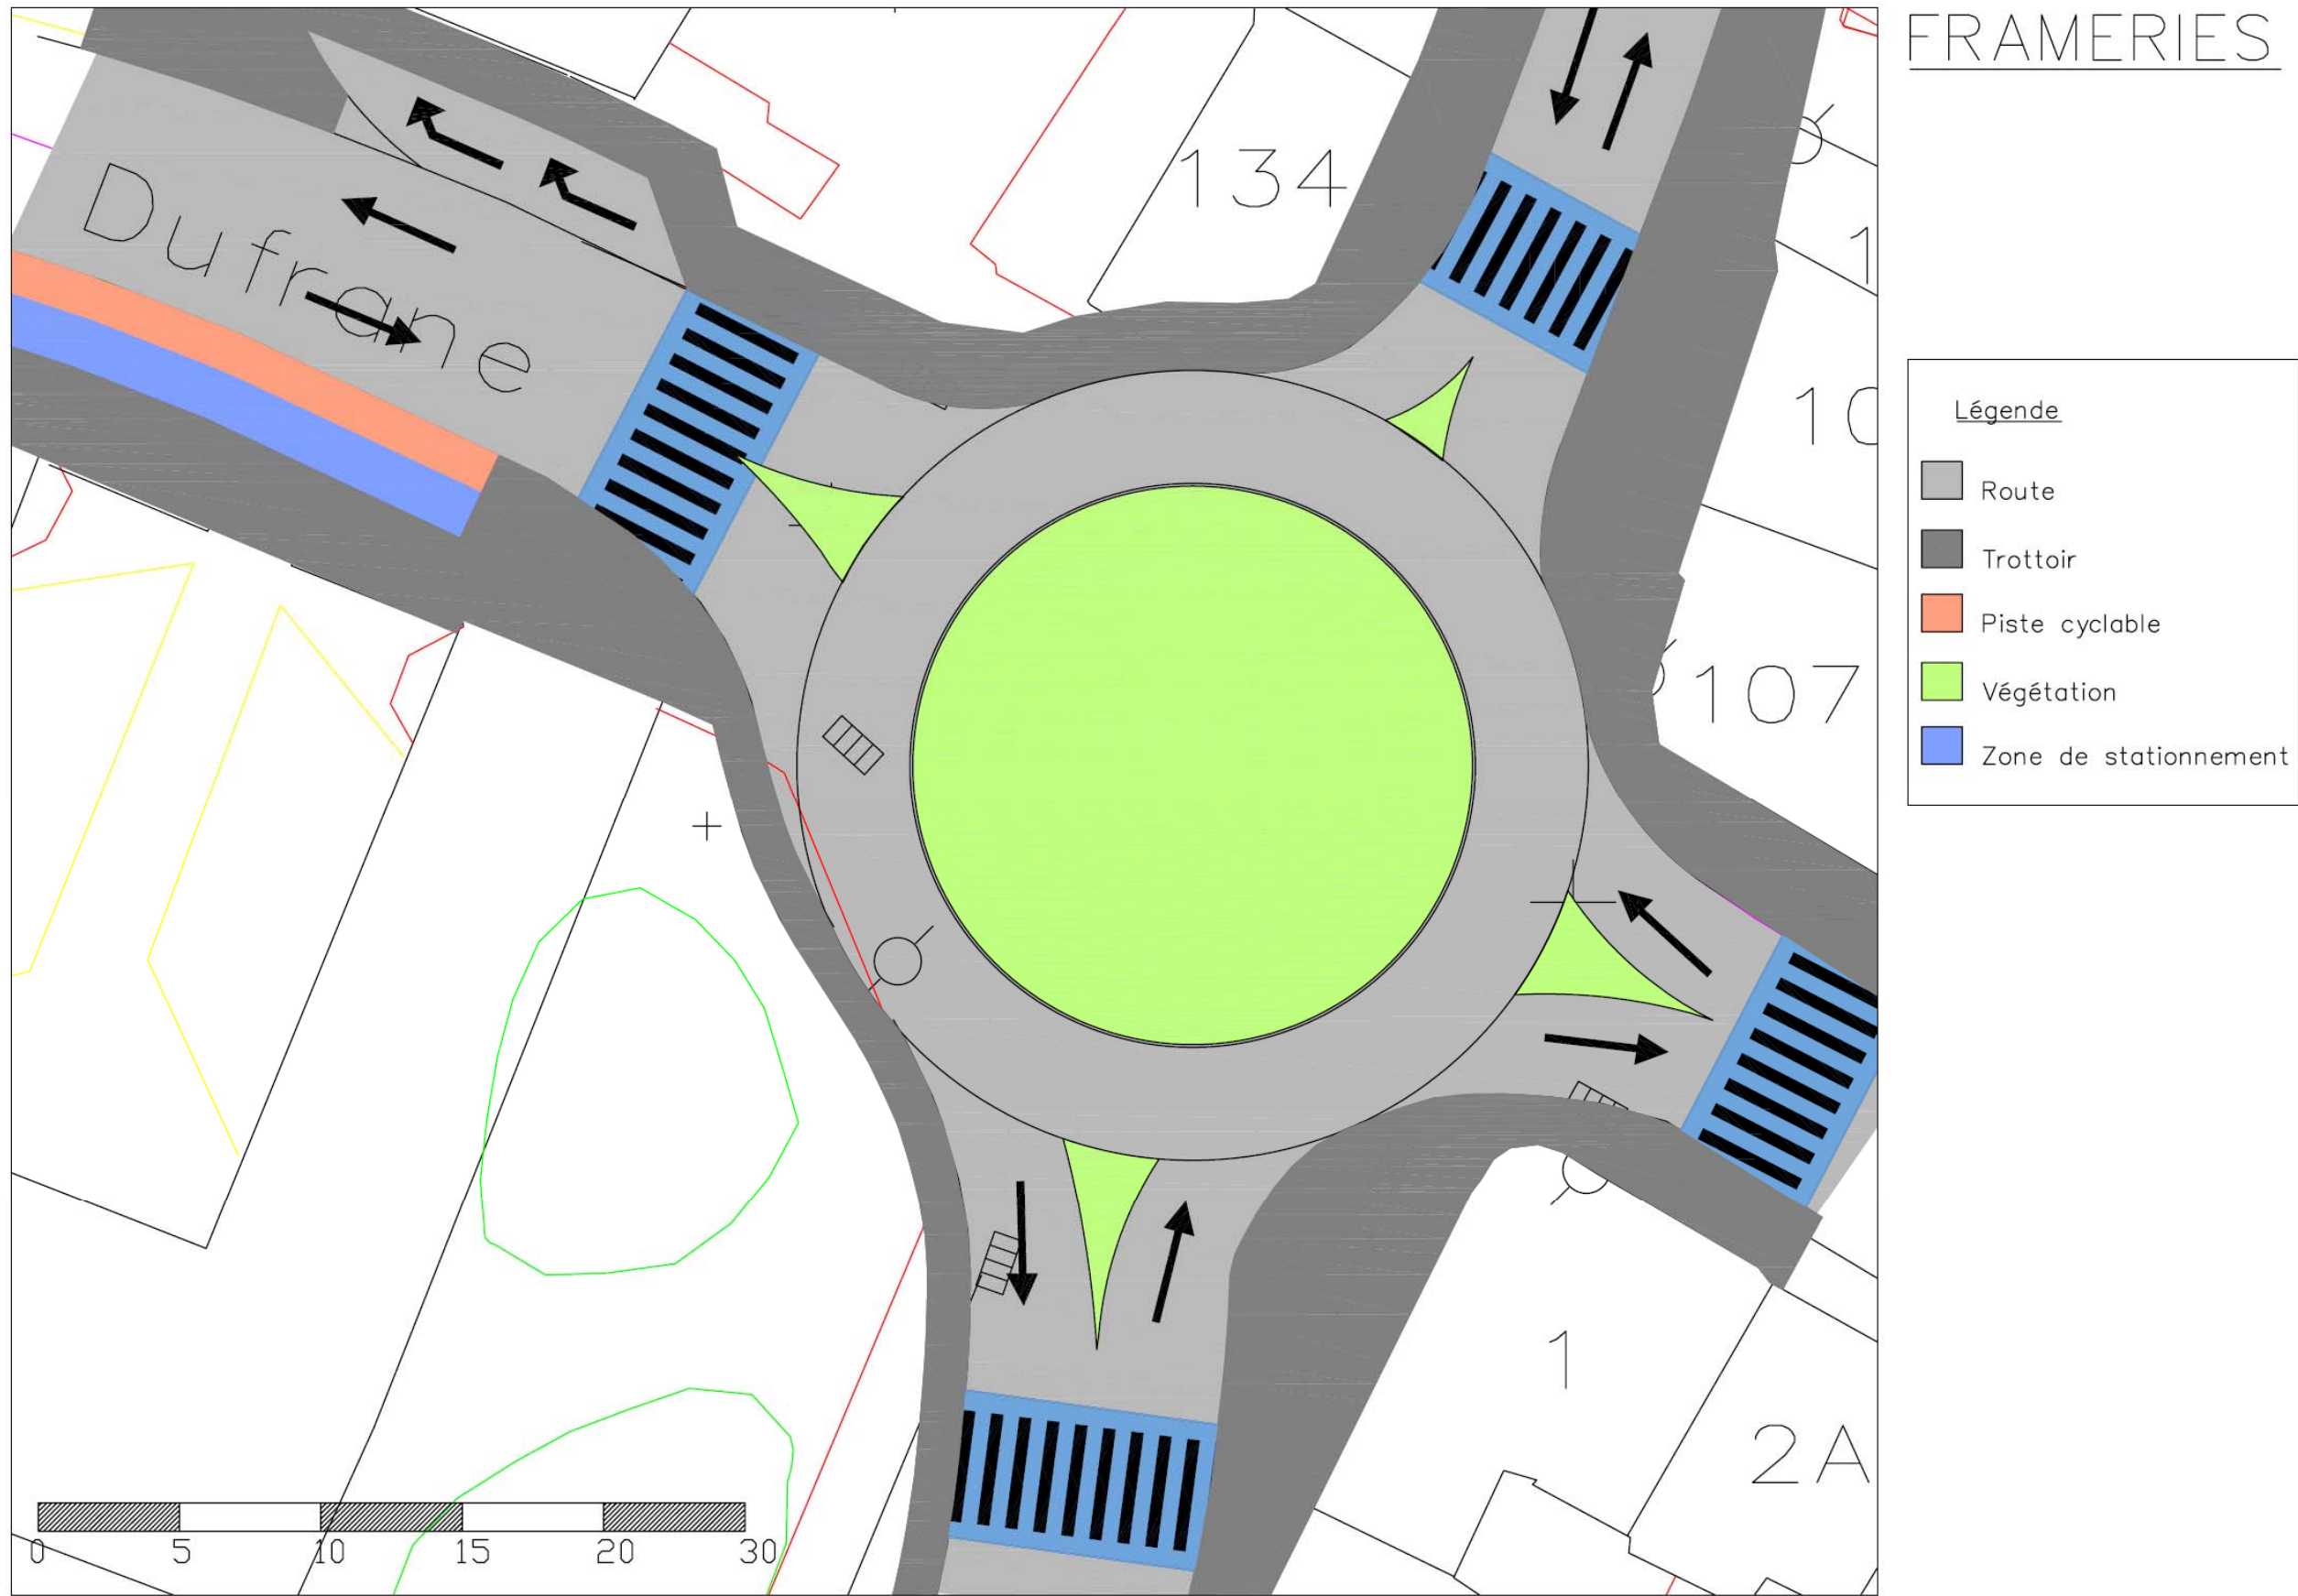 FRAMERIES
134
Dufrane
1
10
107
Légende
Route
Trottoir
Piste cyclable
Végétation
Zone de stationnement
1
2A
0 5 10 15 20 30